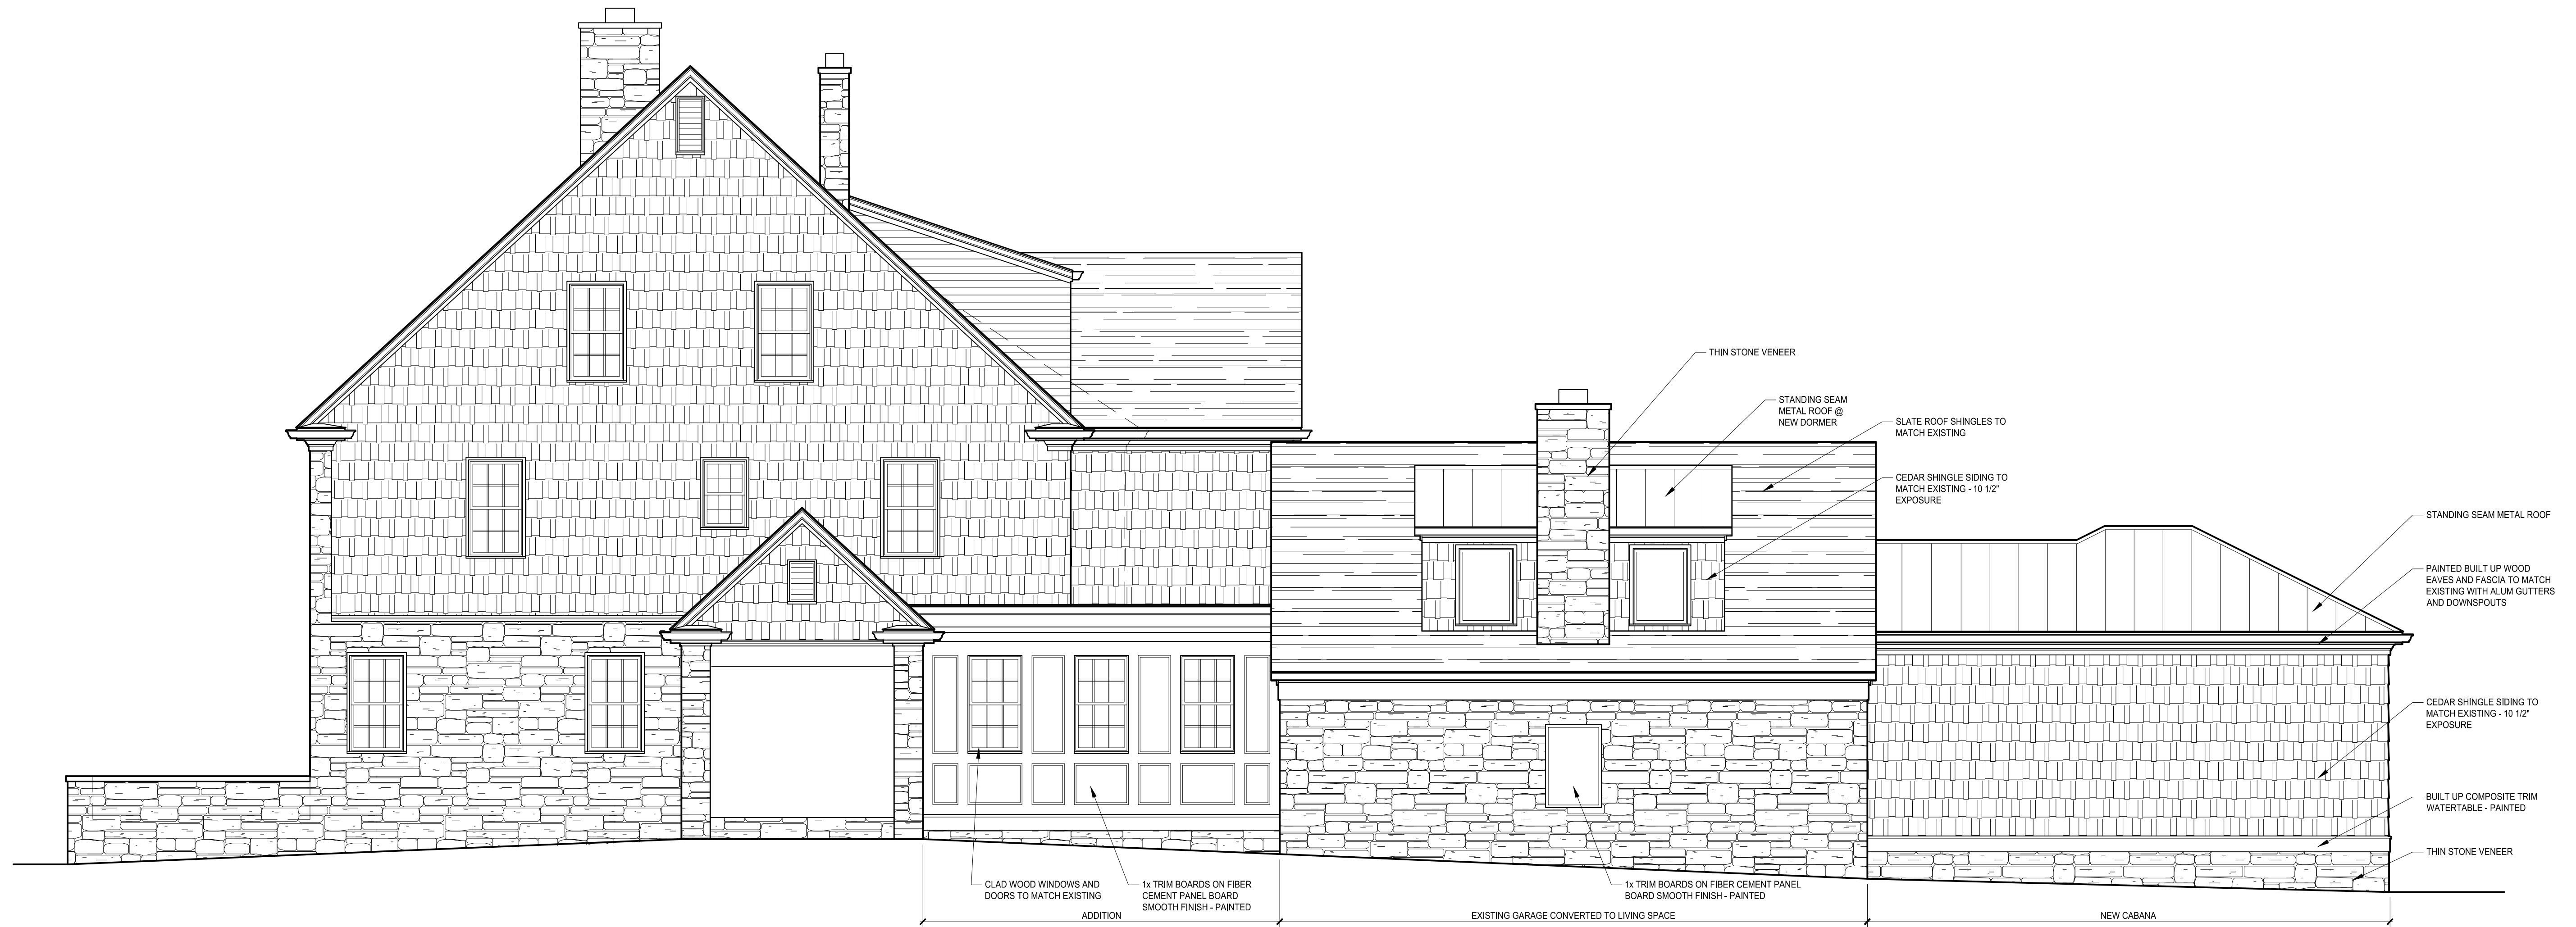 THIN STONE VENEER
STANDING SEAM
METAL ROOF @
NEW DORMER
SLATE ROOF SHINGLES TO
MATCH EXISTING
CEDAR SHINGLE SIDING TO
MATCH EXISTING - 10 1/2"
EXPOSURE
STANDING SEAM METAL ROOF
PAINTED BUILT UP WOOD
EAVES AND FASCIA TO MATCH
EXISTING WITH ALUM GUTTERS
AND DOWNSPOUTS
CEDAR SHINGLE SIDING TO
MATCH EXISTING - 10 1/2"
EXPOSURE
BUILT UP COMPOSITE TRIM
WATERTABLE - PAINTED
THIN STONE VENEER
CLAD WOOD WINDOWS AND
DOORS TO MATCH EXISTING
1x TRIM BOARDS ON FIBER
CEMENT PANEL BOARD
SMOOTH FINISH - PAINTED
1x TRIM BOARDS ON FIBER CEMENT PANEL
BOARD SMOOTH FINISH - PAINTED
ADDITION
EXISTING GARAGE CONVERTED TO LIVING SPACE
NEW CABANA